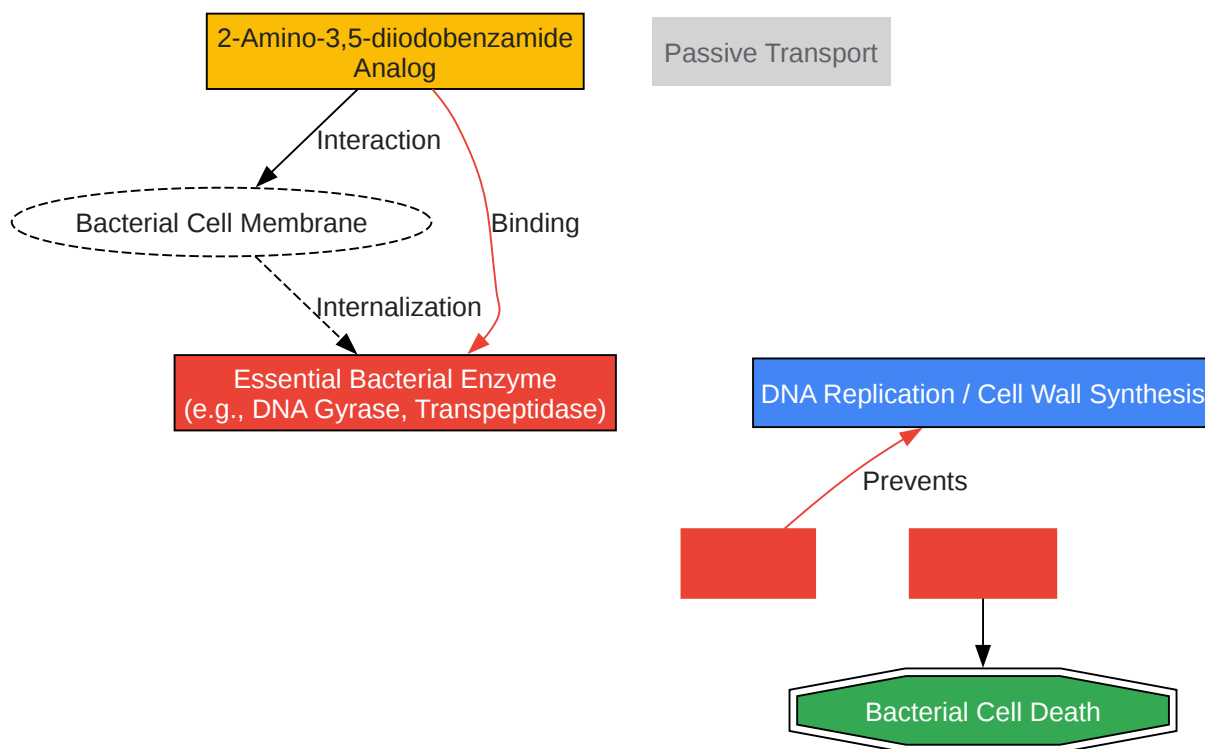 2-Amino-3,5-diiodobenzamide
Analog
Passive Transport
Interaction
Bacterial Cell Membrane
Binding
Internalization
Essential Bacterial Enzyme
(e.g., DNA Gyrase, Transpeptidase)
DNA Replication / Cell Wall Synthesis
Prevents
Bacterial Cell Death